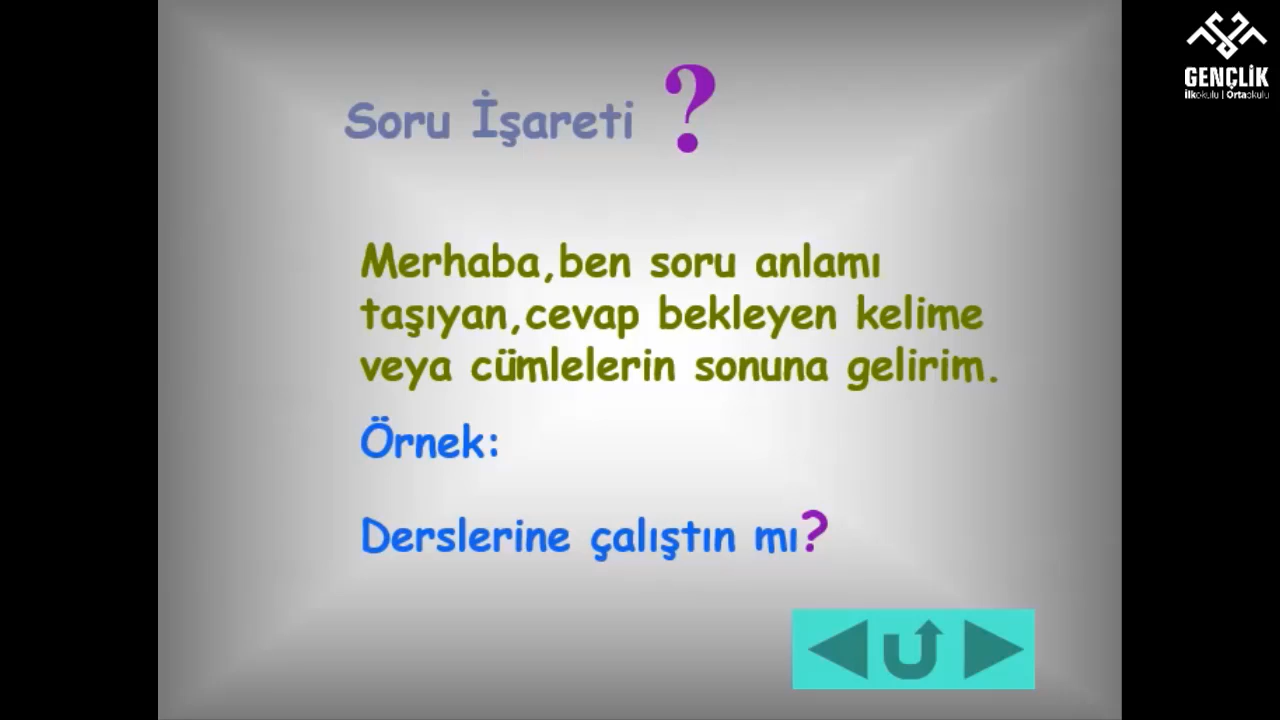 GENÇLİK
İlkokulu | Ortaokulu
Soru İşareti ?
Merhaba,ben soru anlamı
taşıyan,cevap bekleyen kelime
veya cümlelerin sonuna gelirim.
Örnek:
Derslerine çalıştın mı?